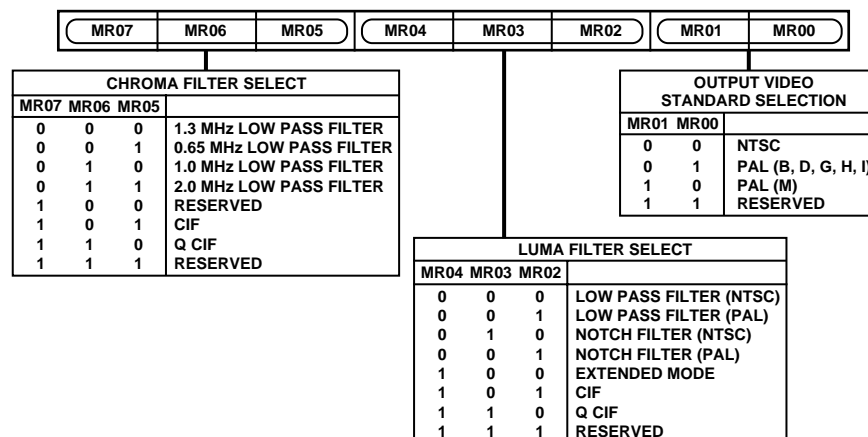 MR07 MR06 MR05 MR04 MR03 MR02 MR01 MR00
CHROMA FILTER SELECT
MR07 MR06 MR05
0 0 0 1.3 MHz LOW PASS FILTER
0 0 1 0.65 MHz LOW PASS FILTER
0 1 0 1.0 MHz LOW PASS FILTER
0 1 1 2.0 MHz LOW PASS FILTER
1 0 0 RESERVED
1 0 1 CIF
1 1 0 Q CIF
1 1 1 RESERVED
OUTPUT VIDEO
STANDARD SELECTION
MR01 MR00
0 0 NTSC
0 1 PAL (B, D, G, H, I)
1 0 PAL (M)
1 1 RESERVED
LUMA FILTER SELECT
MR04 MR03 MR02
0 0 0 LOW PASS FILTER (NTSC)
0 0 1 LOW PASS FILTER (PAL)
0 1 0 NOTCH FILTER (NTSC)
0 0 1 NOTCH FILTER (PAL)
1 0 0 EXTENDED MODE
1 0 1 CIF
1 1 0 Q CIF
1 1 1 RESERVED